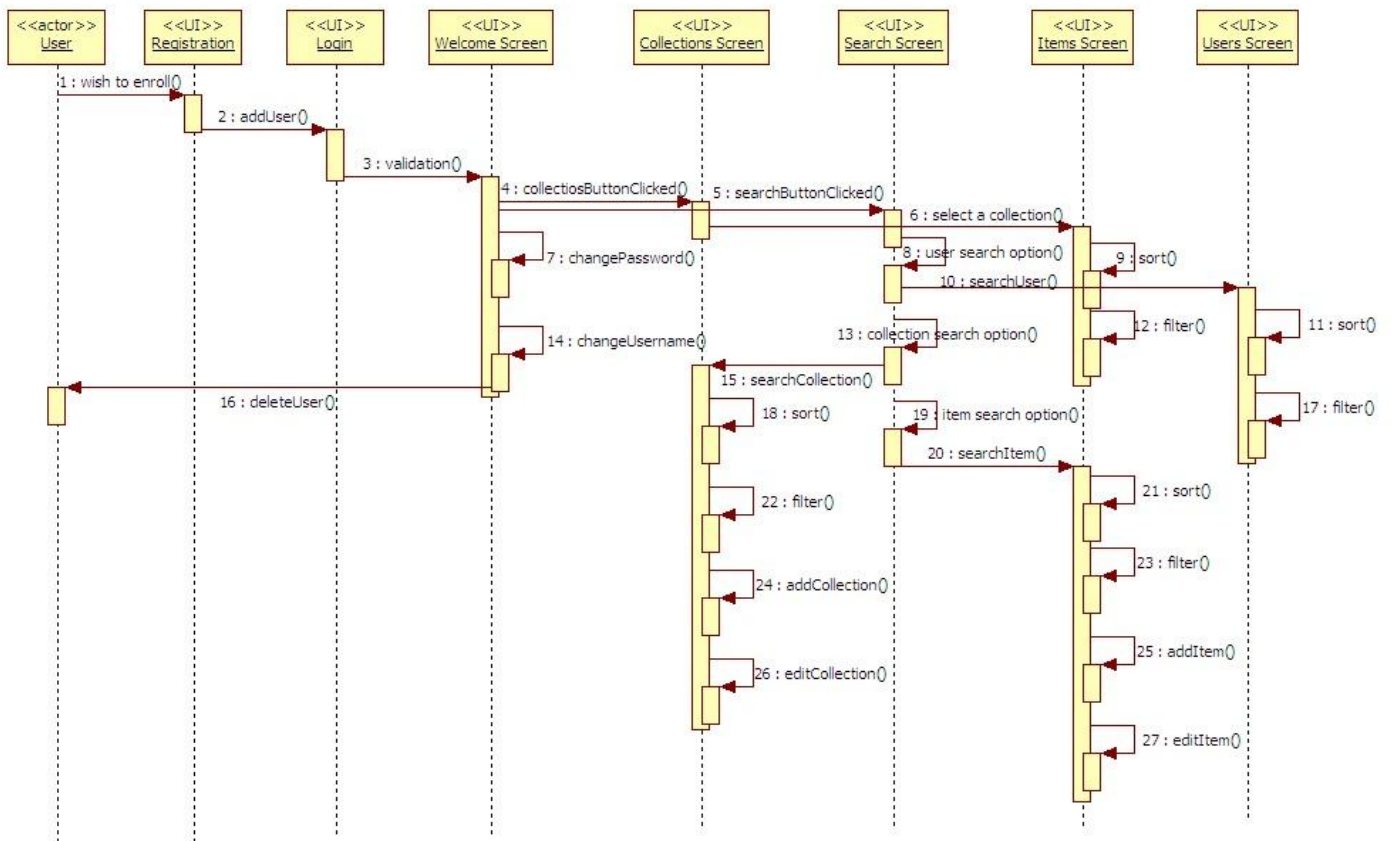 <<actor>>
User
<<UI>>
Registration
<<UI>>
Login
<<UI>>
Welcome Screen
<<UI>>
Collections Screen
<<UI>>
Search Screen
<<UI>>
Items Screen
<<UI>>
Users Screen
1 : wish to enroll()
2 : addUser()
3 : validation()
4 : collectiosButtonClicked()
5 : searchButtonClicked()
6 : select a collection()
7 : changePassword()
8 : user search option()
9 : sort()
10 : searchUser()
11 : sort()
12 : filter()
13 : collection search option()
14 : changeUsername()
15 : searchCollection()
16 : deleteUser()
17 : filter()
18 : sort()
19 : item search option()
20 : searchItem()
21 : sort()
22 : filter()
23 : filter()
24 : addCollection()
25 : addItem()
26 : editCollection()
27 : editItem()